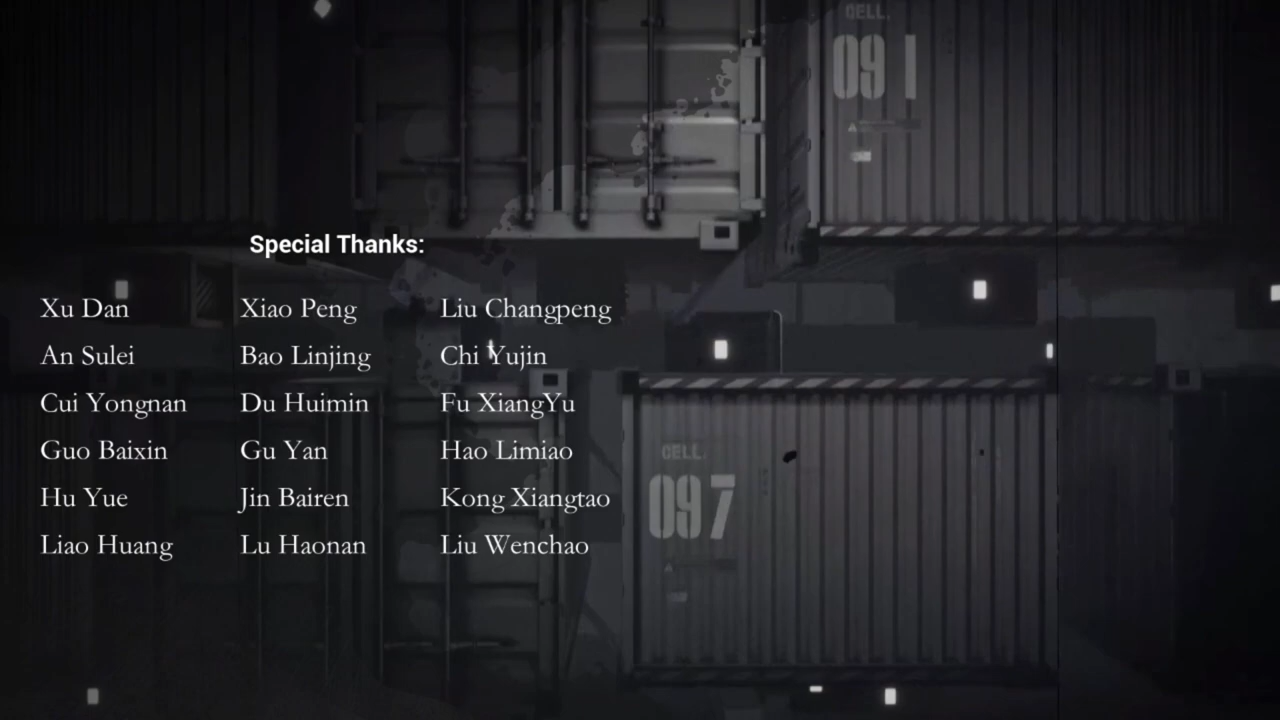 CELL.
09 1
Special Thanks:
Xu Dan Xiao Peng Liu Changpeng
An Sulei Bao Linjing Chi Yujin
Cui Yongnan Du Huimin Fu XiangYu
Guo Baixin Gu Yan Hao Limiao
Hu Yue Jin Bairen Kong Xiangtao
Liao Huang Lu Haonan Liu Wenchao
CELL.
097